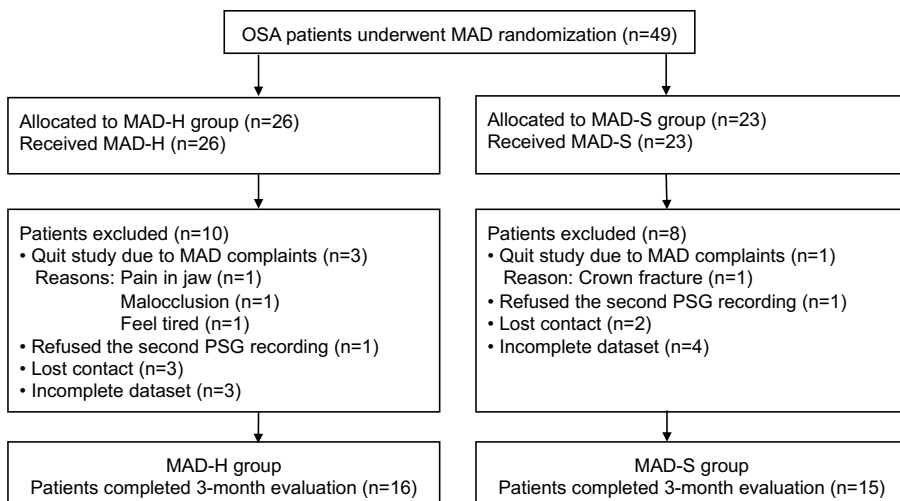 OSA patients underwent MAD randomization (n=49)
Allocated to MAD-H group (n=26)
Received MAD-H (n=26)
Allocated to MAD-S group (n=23)
Received MAD-S (n=23)
Patients excluded (n=10)
• Quit study due to MAD complaints (n=3)
Reasons: Pain in jaw (n=1)
Malocclusion (n=1)
Feel tired (n=1)
• Refused the second PSG recording (n=1)
• Lost contact (n=3)
• Incomplete dataset (n=3)
Patients excluded (n=8)
• Quit study due to MAD complaints (n=1)
Reason: Crown fracture (n=1)
• Refused the second PSG recording (n=1)
• Lost contact (n=2)
• Incomplete dataset (n=4)
MAD-H group
Patients completed 3-month evaluation (n=16)
MAD-S group
Patients completed 3-month evaluation (n=15)